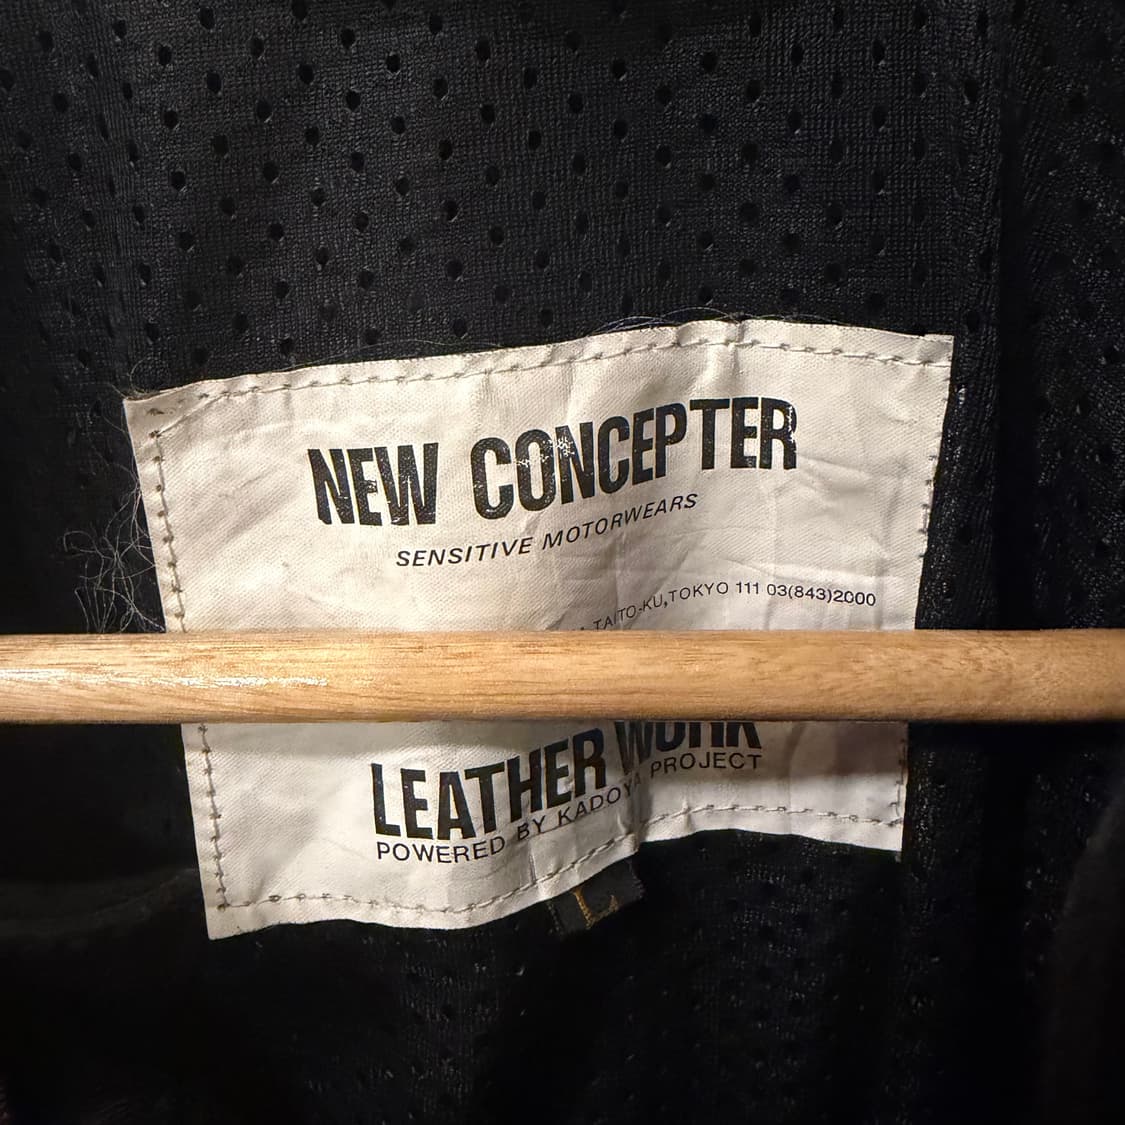 NEW CONCEPTER
SENSITIVE MOTORWEARS
TAITO-KU,TOKYO 111 03(843)2000
LEATHER WORK
POWERED BY KADOYA PROJECT
L